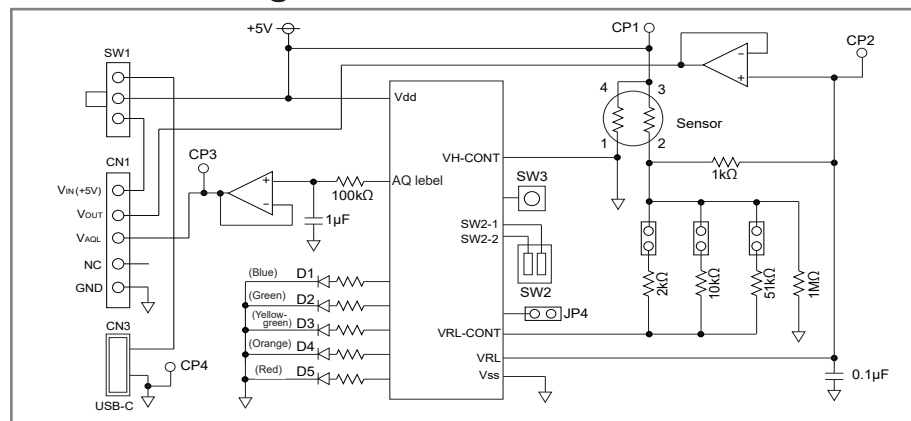 +5V
CP1
CP2
SW1
4
3
Sensor
1
2
Vdd
CN1
CP3
VH-CONT
1kΩ
VIN (+5V)
VOUT
VAQL
NC
GND
AQ lebel
100kΩ
1µF
SW3
SW2-1
SW2-2
SW2
2kΩ
10kΩ
51kΩ
1MΩ
(Blue) D1
(Green) D2
(Yellow-
green) D3
(Orange) D4
(Red) D5
JP4
VRL-CONT
VRL
Vss
0.1µF
CN3
CP4
USB-C